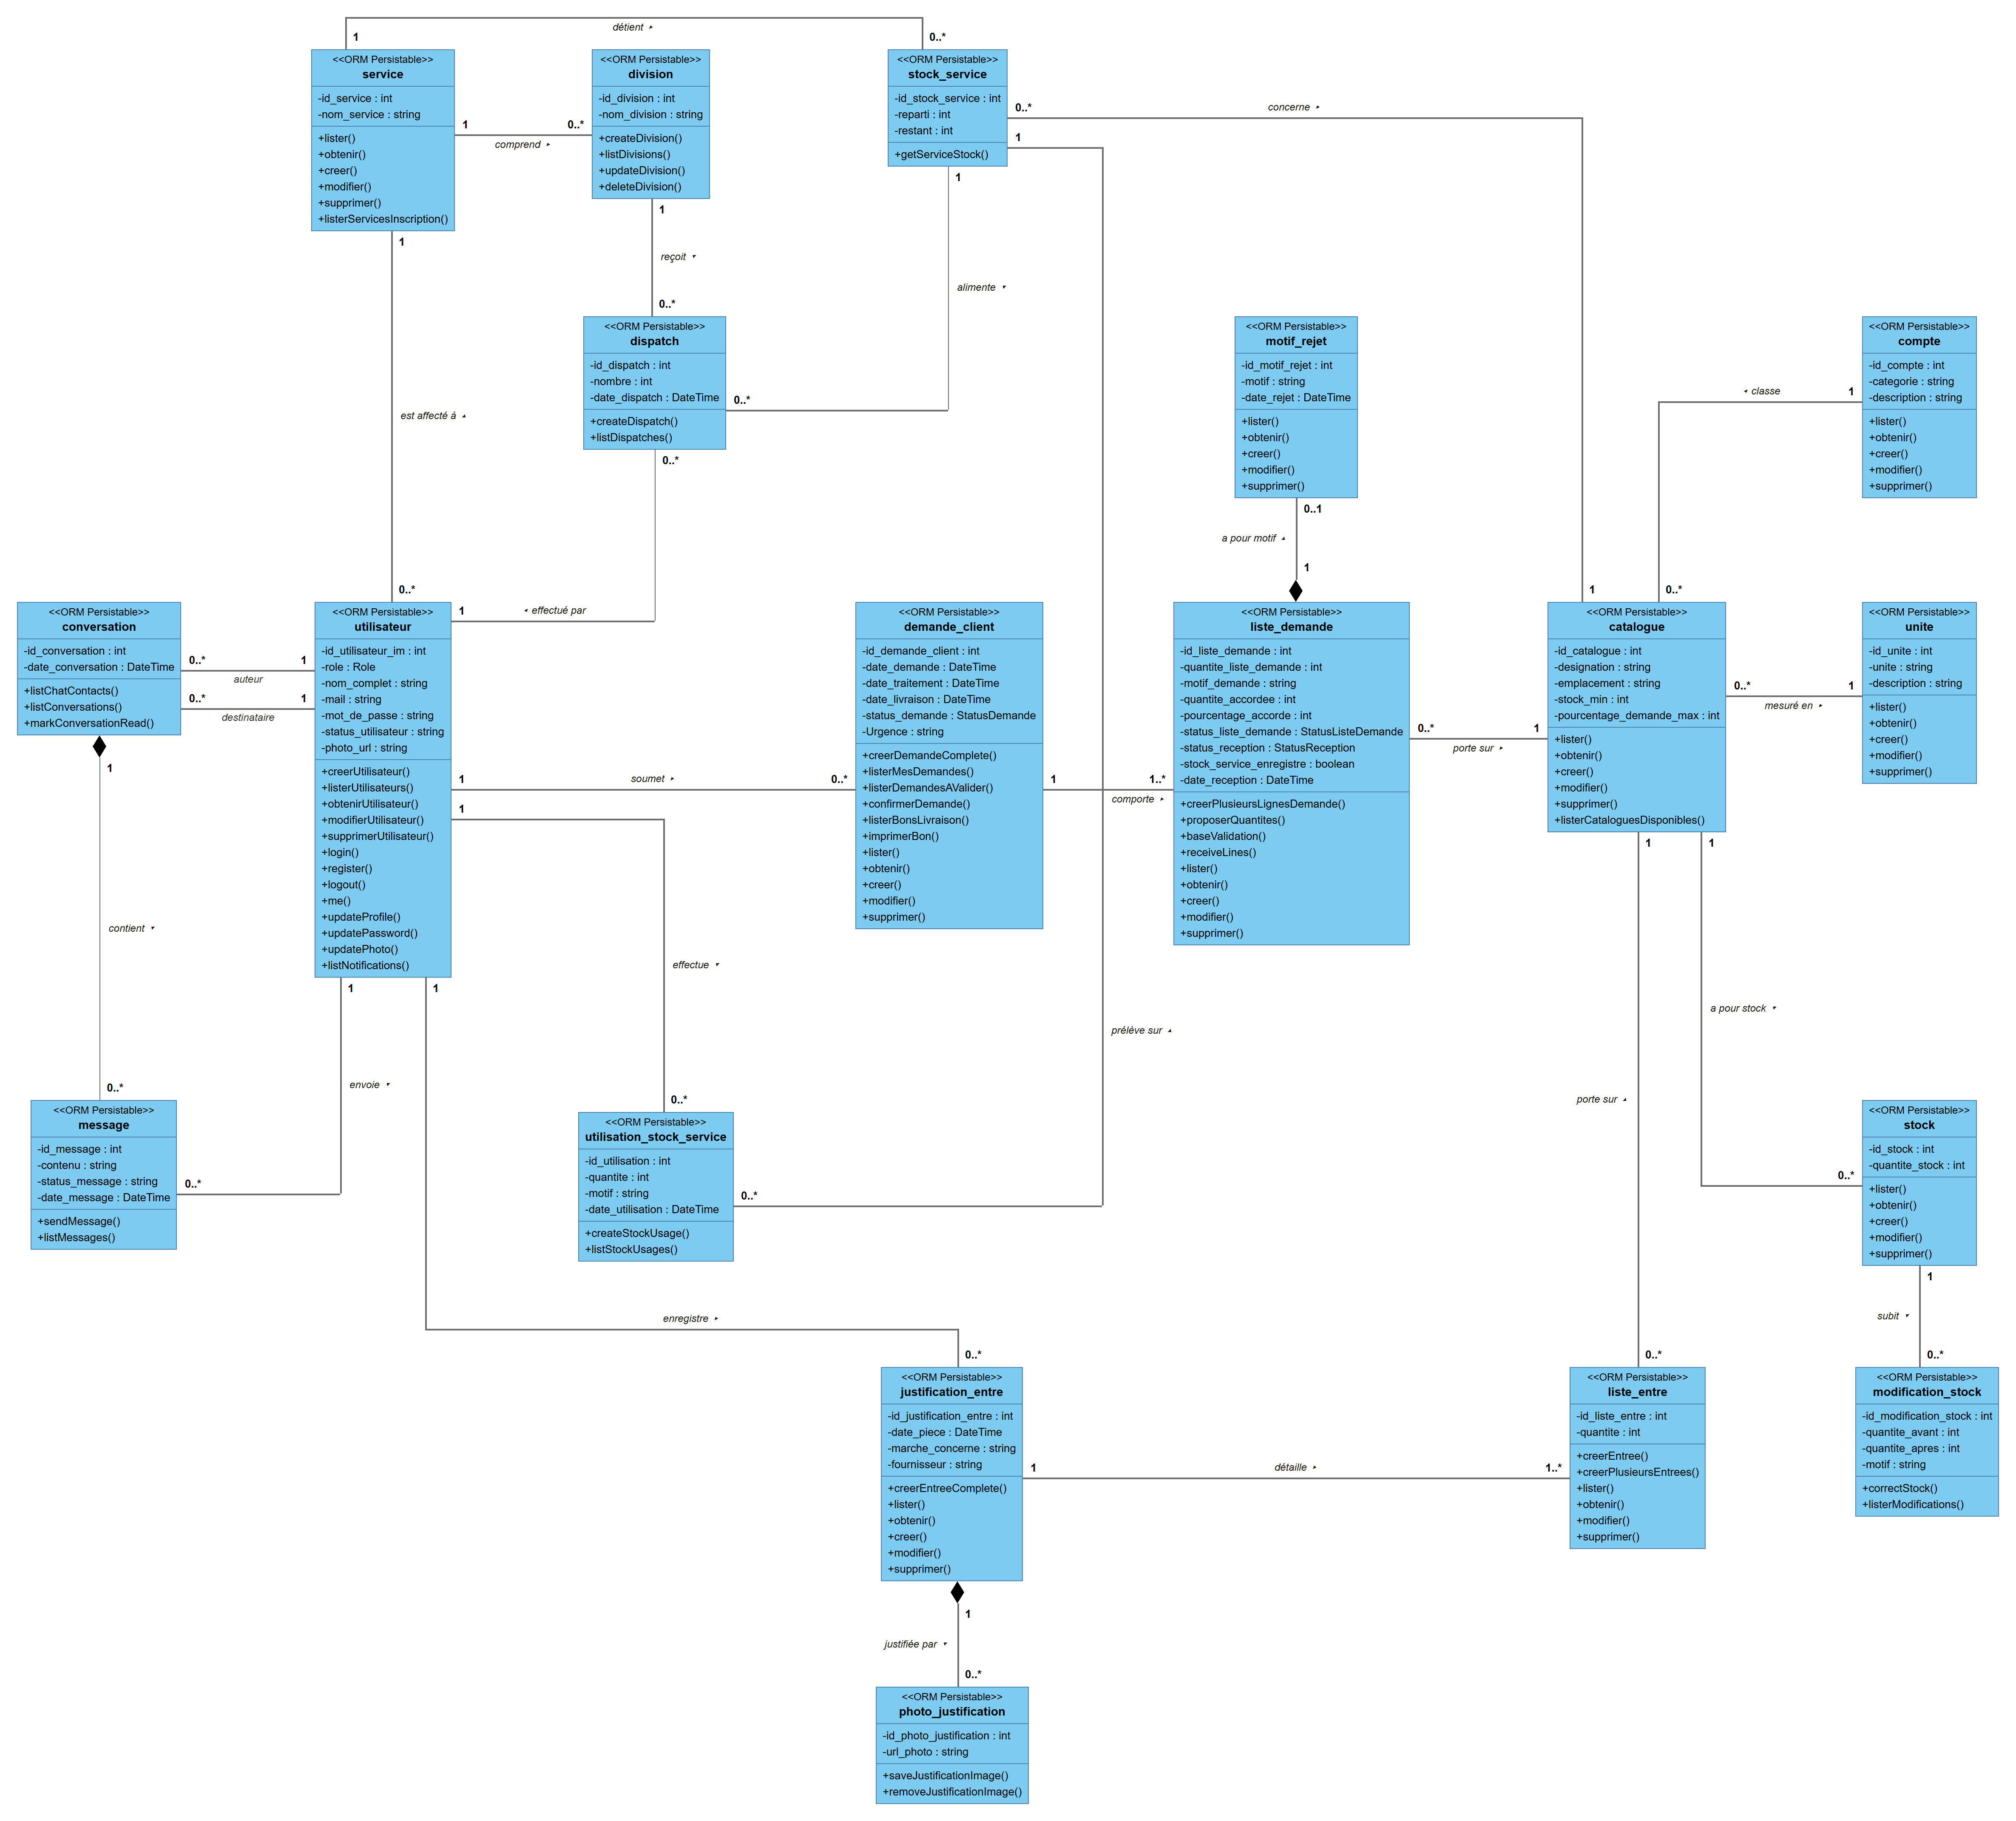 détient ▸
1
0..*
<<ORM Persistable>>
service
-id_service : int
-nom_service : string
+lister()
+obtenir()
+creer()
+modifier()
+supprimer()
+listerServicesInscription()
1
comprend ▸
0..*
<<ORM Persistable>>
division
-id_division : int
-nom_division : string
+createDivision()
+listDivisions()
+updateDivision()
+deleteDivision()
<<ORM Persistable>>
stock_service
-id_stock_service : int
-reparti : int
-restant : int
+getServiceStock()
0..*
concerne ▸
1
1
1
reçoit ▾
0..*
1
alimente ▾
1
est affecté à ▴
0..*
<<ORM Persistable>>
dispatch
-id_dispatch : int
-nombre : int
-date_dispatch : DateTime
+createDispatch()
+listDispatches()
0..*
0..*
<<ORM Persistable>>
motif_rejet
-id_motif_rejet : int
-motif : string
-date_rejet : DateTime
+lister()
+obtenir()
+creer()
+modifier()
+supprimer()
0..1
a pour motif ▴
1
<<ORM Persistable>>
compte
-id_compte : int
-categorie : string
-description : string
+lister()
+obtenir()
+creer()
+modifier()
+supprimer()
◂ classe
1
0..*
<<ORM Persistable>>
conversation
-id_conversation : int
-date_conversation : DateTime
+listChatContacts()
+listConversations()
+markConversationRead()
0..*
1
auteur
0..*
1
destinataire
<<ORM Persistable>>
utilisateur
-id_utilisateur_im : int
-role : Role
-nom_complet : string
-mail : string
-mot_de_passe : string
-status_utilisateur : string
-photo_url : string
+creerUtilisateur()
+listerUtilisateurs()
+obtenirUtilisateur()
+modifierUtilisateur()
+supprimerUtilisateur()
+login()
+register()
+logout()
+me()
+updateProfile()
+updatePassword()
+updatePhoto()
+listNotifications()
1
◂ effectué par
1
soumet ▸
0..*
1
<<ORM Persistable>>
demande_client
-id_demande_client : int
-date_demande : DateTime
-date_traitement : DateTime
-date_livraison : DateTime
-status_demande : StatusDemande
-Urgence : string
+creerDemandeComplete()
+listerMesDemandes()
+listerDemandesAValider()
+confirmerDemande()
+listerBonsLivraison()
+imprimerBon()
+lister()
+obtenir()
+creer()
+modifier()
+supprimer()
1
comporte ▸
1..*
<<ORM Persistable>>
liste_demande
-id_liste_demande : int
-quantite_liste_demande : int
-motif_demande : string
-quantite_accordee : int
-pourcentage_accorde : int
-status_liste_demande : StatusListeDemande
-status_reception : StatusReception
-stock_service_enregistre : boolean
-date_reception : DateTime
+creerPlusieursLignesDemande()
+proposerQuantites()
+baseValidation()
+receiveLines()
+lister()
+obtenir()
+creer()
+modifier()
+supprimer()
0..*
1
porte sur ▸
<<ORM Persistable>>
catalogue
-id_catalogue : int
-designation : string
-emplacement : string
-stock_min : int
-pourcentage_demande_max : int
+lister()
+obtenir()
+creer()
+modifier()
+supprimer()
+listerCataloguesDisponibles()
0..*
1
mesuré en ▸
<<ORM Persistable>>
unite
-id_unite : int
-unite : string
-description : string
+lister()
+obtenir()
+creer()
+modifier()
+supprimer()
1
contient ▾
0..*
1
envoie ▾
0..*
<<ORM Persistable>>
message
-id_message : int
-contenu : string
-status_message : string
-date_message : DateTime
+sendMessage()
+listMessages()
1
effectue ▾
0..*
<<ORM Persistable>>
utilisation_stock_service
-id_utilisation : int
-quantite : int
-motif : string
-date_utilisation : DateTime
+createStockUsage()
+listStockUsages()
0..*
prélève sur ▴
1
porte sur ▴
1
a pour stock ▾
0..*
<<ORM Persistable>>
stock
-id_stock : int
-quantite_stock : int
+lister()
+obtenir()
+creer()
+modifier()
+supprimer()
1
subit ▾
0..*
enregistre ▸
0..*
<<ORM Persistable>>
justification_entre
-id_justification_entre : int
-date_piece : DateTime
-marche_concerne : string
-fournisseur : string
+creerEntreeComplete()
+lister()
+obtenir()
+creer()
+modifier()
+supprimer()
1
détaille ▸
1..*
0..*
<<ORM Persistable>>
liste_entre
-id_liste_entre : int
-quantite : int
+creerEntree()
+creerPlusieursEntrees()
+lister()
+obtenir()
+modifier()
+supprimer()
<<ORM Persistable>>
modification_stock
-id_modification_stock : int
-quantite_avant : int
-quantite_apres : int
-motif : string
+correctStock()
+listerModifications()
1
justifiée par ▾
0..*
<<ORM Persistable>>
photo_justification
-id_photo_justification : int
-url_photo : string
+saveJustificationImage()
+removeJustificationImage()